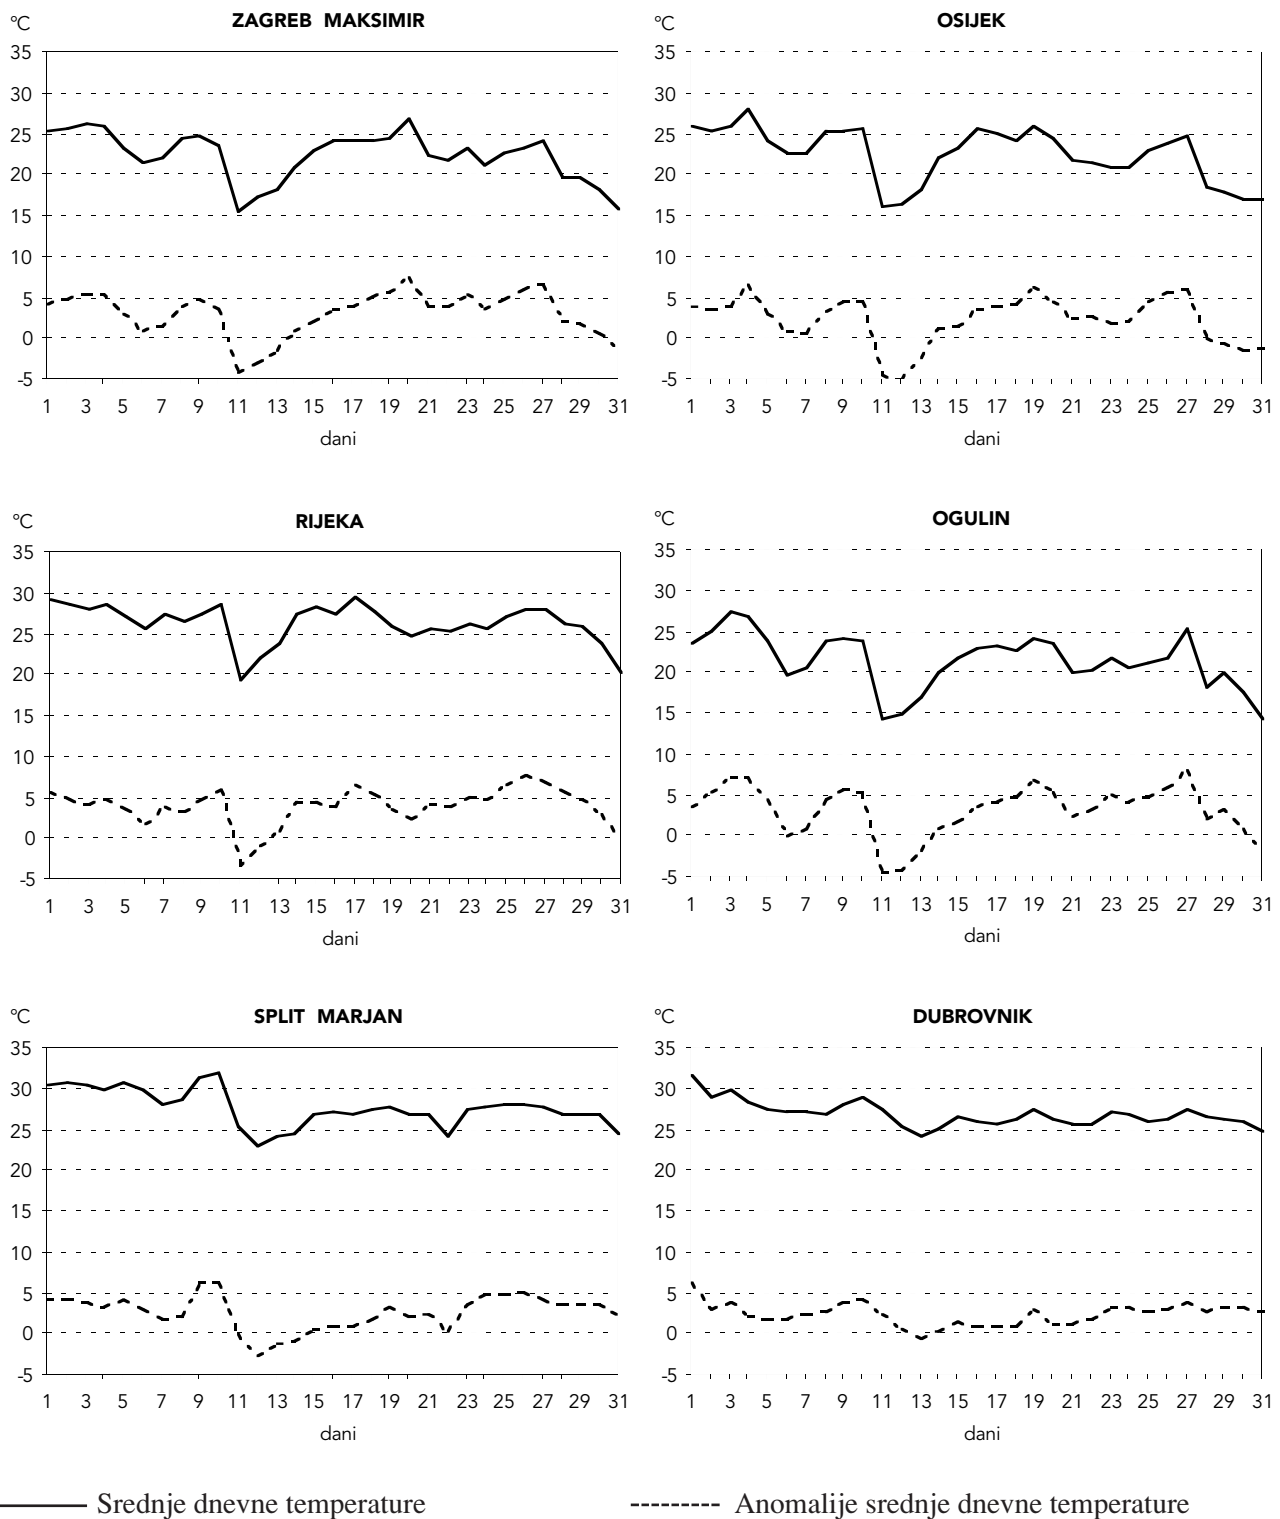 °C ZAGREB MAKSIMIR
35
30
25
20
15
10
5
0
-5
1 3 5 7 9 11 13 15 17 19 21 23 25 27 29 31
dani
°C OSIJEK
35
30
25
20
15
10
5
0
-5
1 3 5 7 9 11 13 15 17 19 21 23 25 27 29 31
dani
°C RIJEKA
35
30
25
20
15
10
5
0
-5
1 3 5 7 9 11 13 15 17 19 21 23 25 27 29 31
dani
°C OGULIN
35
30
25
20
15
10
5
0
-5
1 3 5 7 9 11 13 15 17 19 21 23 25 27 29 31
dani
°C SPLIT MARJAN
35
30
25
20
15
10
5
0
-5
1 3 5 7 9 11 13 15 17 19 21 23 25 27 29 31
dani
°C DUBROVNIK
35
30
25
20
15
10
5
0
-5
1 3 5 7 9 11 13 15 17 19 21 23 25 27 29 31
dani
Srednje dnevne temperature
Anomalije srednje dnevne temperature